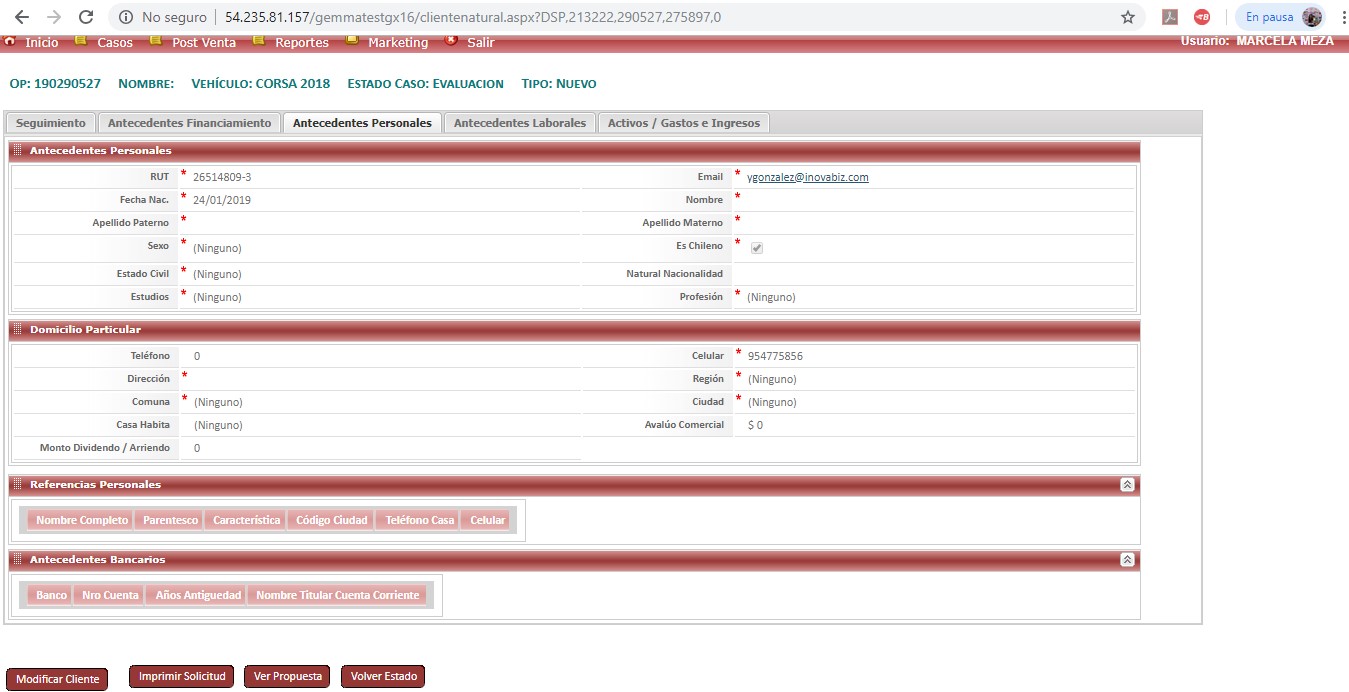 No seguro | 54.235.81.157/gemmatestgx16/clientenatural.aspx?DSP,213222,290527,275897,0 En pausa
Inicio Casos Post Venta Reportes Marketing Salir Usuario: MARCELA MEZA
OP: 190290527 NOMBRE: VEHÍCULO: CORSA 2018 ESTADO CASO: EVALUACION TIPO: NUEVO
Seguimiento Antecedentes Financiamiento Antecedentes Personales Antecedentes Laborales Activos / Gastos e Ingresos
Antecedentes Personales
RUT * 26514809-3 Email * ygonzalez@inovabiz.com
Fecha Nac. * 24/01/2019 Nombre *
Apellido Paterno * Apellido Materno *
Sexo * (Ninguno) Es Chileno *
Estado Civil * (Ninguno) Natural Nacionalidad
Estudios * (Ninguno) Profesión * (Ninguno)
Domicilio Particular
Teléfono 0 Celular * 954775856
Dirección * Región * (Ninguno)
Comuna * (Ninguno) Ciudad * (Ninguno)
Casa Habita (Ninguno) Avalúo Comercial $ 0
Monto Dividendo / Arriendo 0
Referencias Personales
Nombre Completo Parentesco Característica Código Ciudad Teléfono Casa Celular
Antecedentes Bancarios
Banco Nro Cuenta Años Antiguedad Nombre Titular Cuenta Corriente
Modificar Cliente Imprimir Solicitud Ver Propuesta Volver Estado